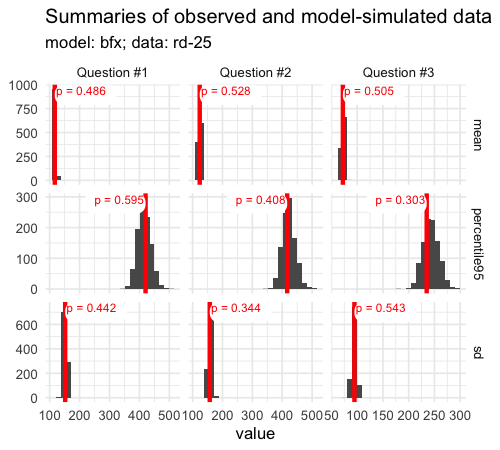 Summaries of observed and model-simulated data
model: bfx; data: rd-25
Question #1 Question #2 Question #3
1000
750
500
250
0
p = 0.486 p = 0.528 p = 0.505
mean
300
200
100
0
p = 0.595 p = 0.408 p = 0.303
percentile95
600
400
200
0
p = 0.442 p = 0.344 p = 0.543
sd
100 200 300 400 500 100 200 300 400 500 50 100 150 200 250 300
value